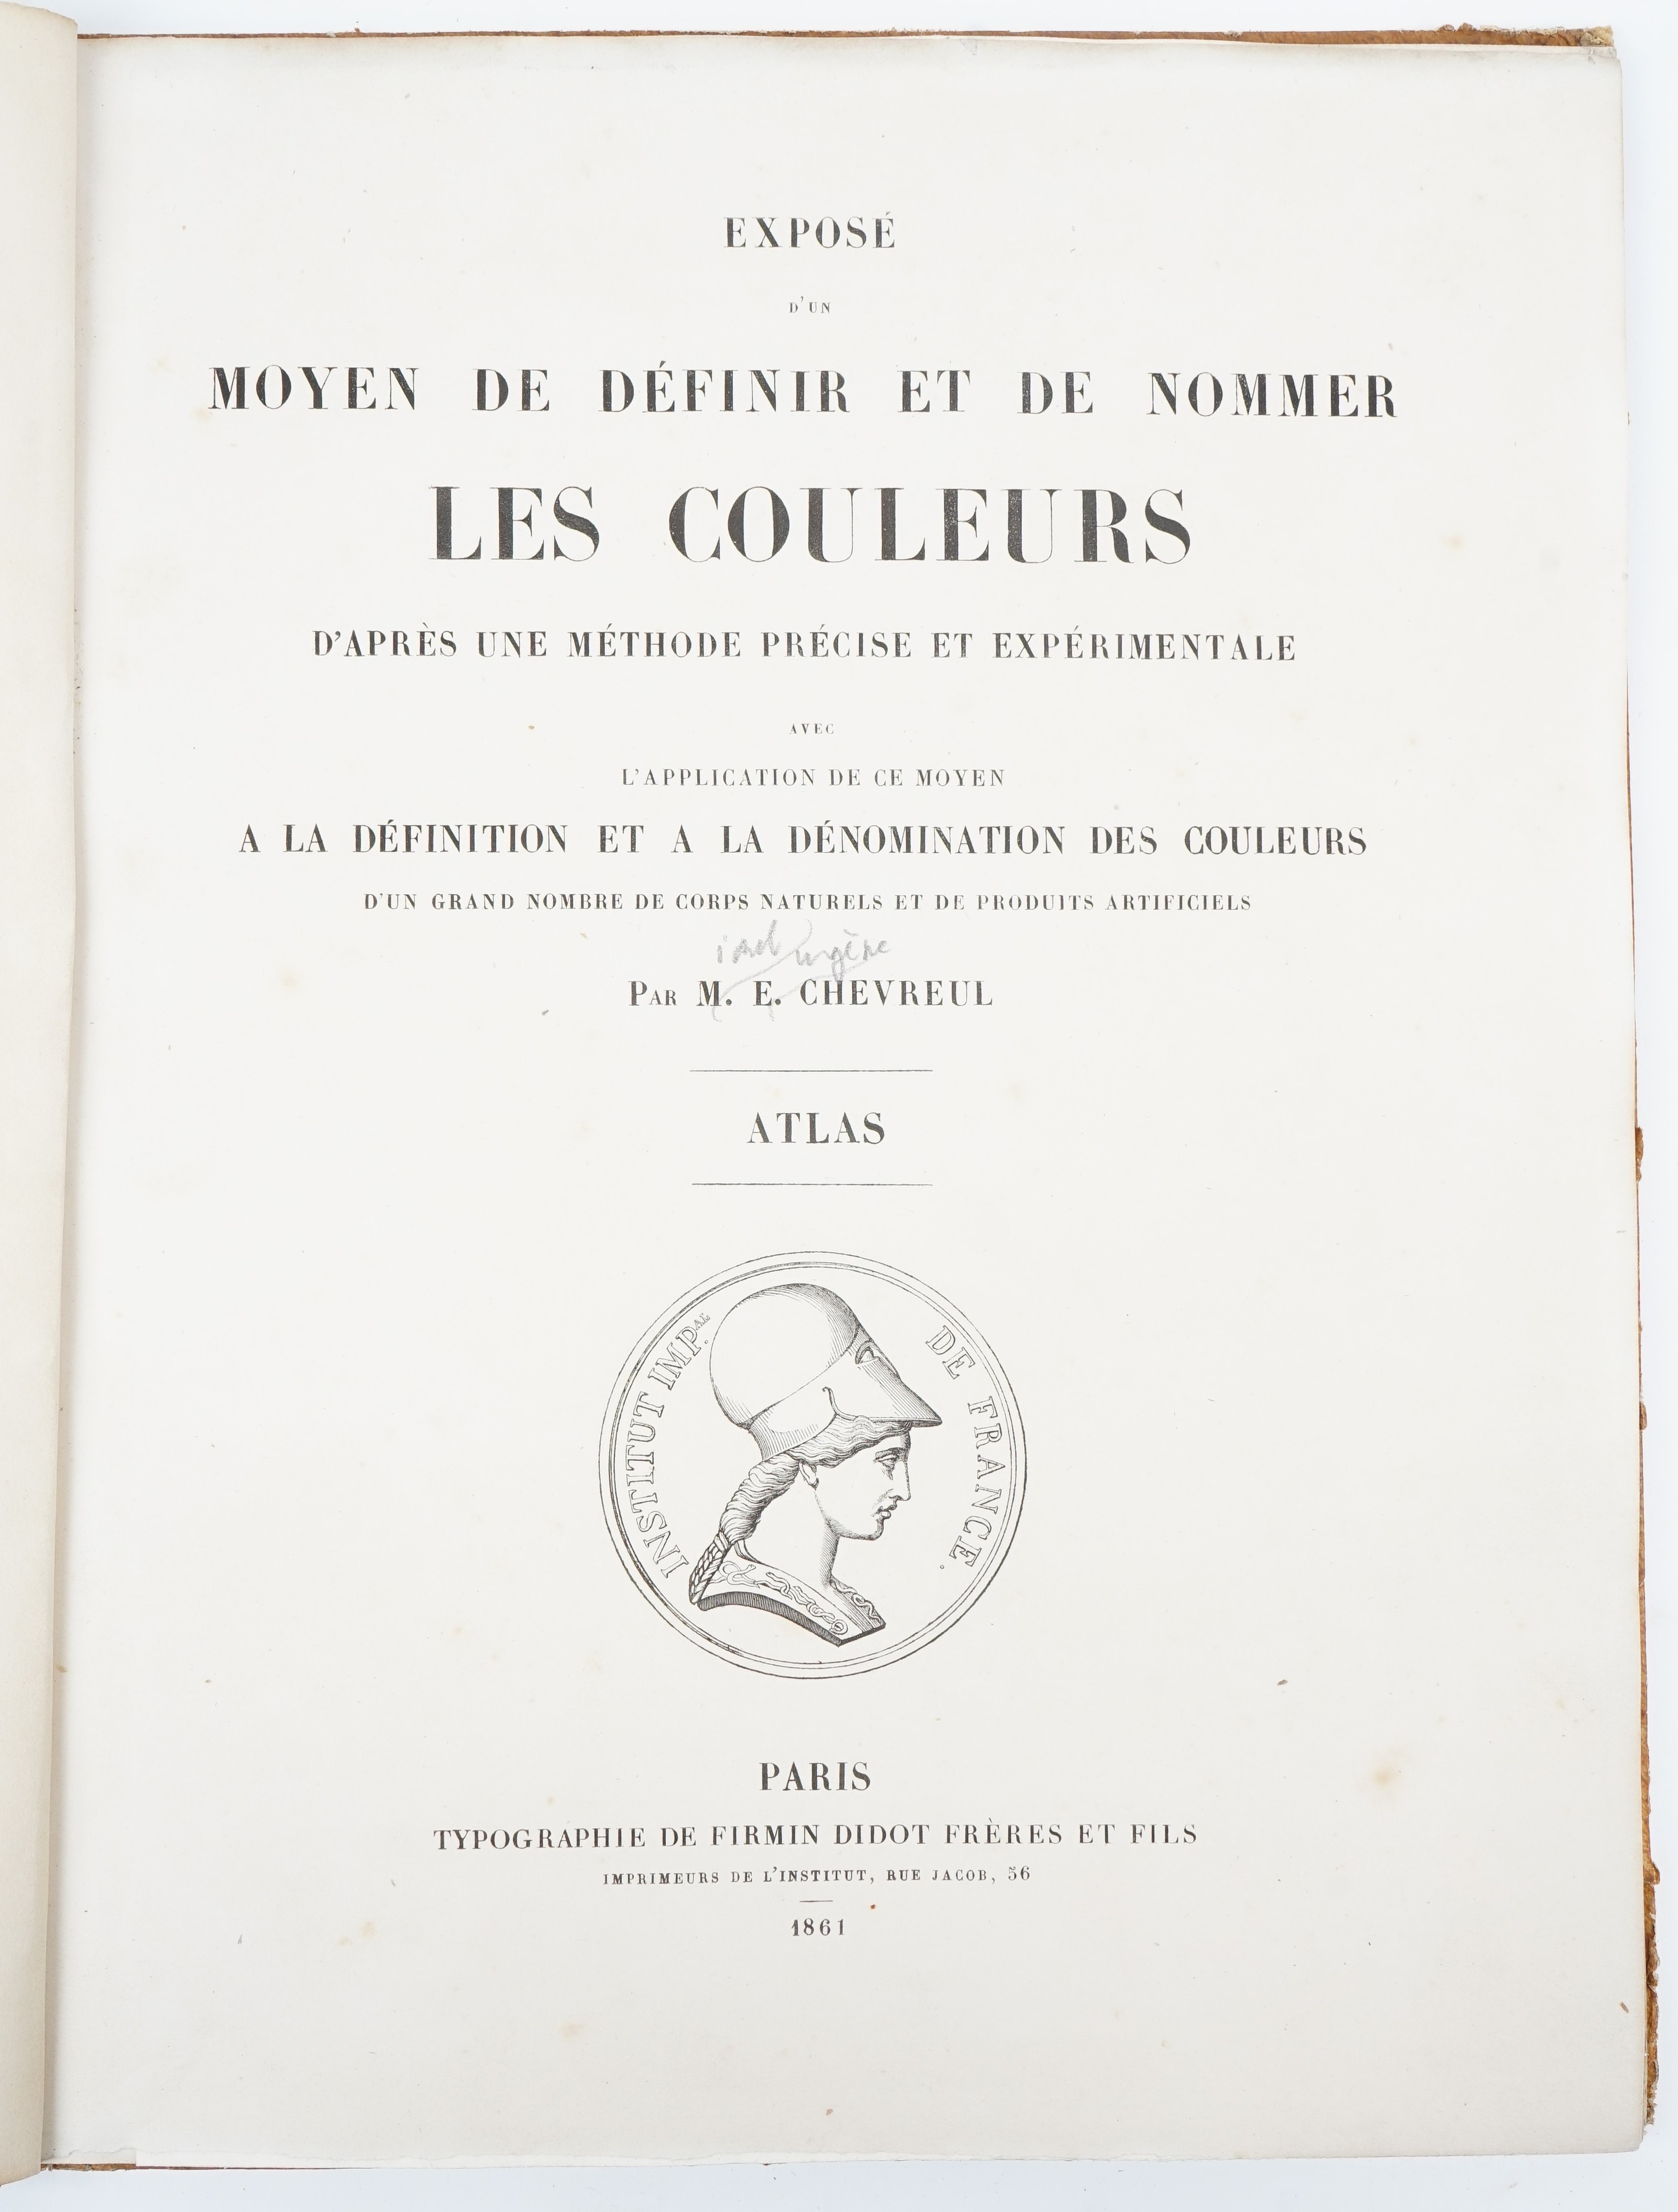 EXPOSÉ
D'UN
MOYEN DE DÉFINIR ET DE NOMMER
LES COULEURS
D'APRÈS UNE MÉTHODE PRÉCISE ET EXPÉRIMENTALE
AVEC
L'APPLICATION DE CE MOYEN
A LA DÉFINITION ET A LA DÉNOMINATION DES COULEURS
D'UN GRAND NOMBRE DE CORPS NATURELS ET DE PRODUITS ARTIFICIELS
PAR M. E. CHEVREUL
ATLAS
INSTITUT IMP.AL DE FRANCE.
PARIS
TYPOGRAPHIE DE FIRMIN DIDOT FRÈRES ET FILS
IMPRIMEURS DE L'INSTITUT, RUE JACOB, 56
1861